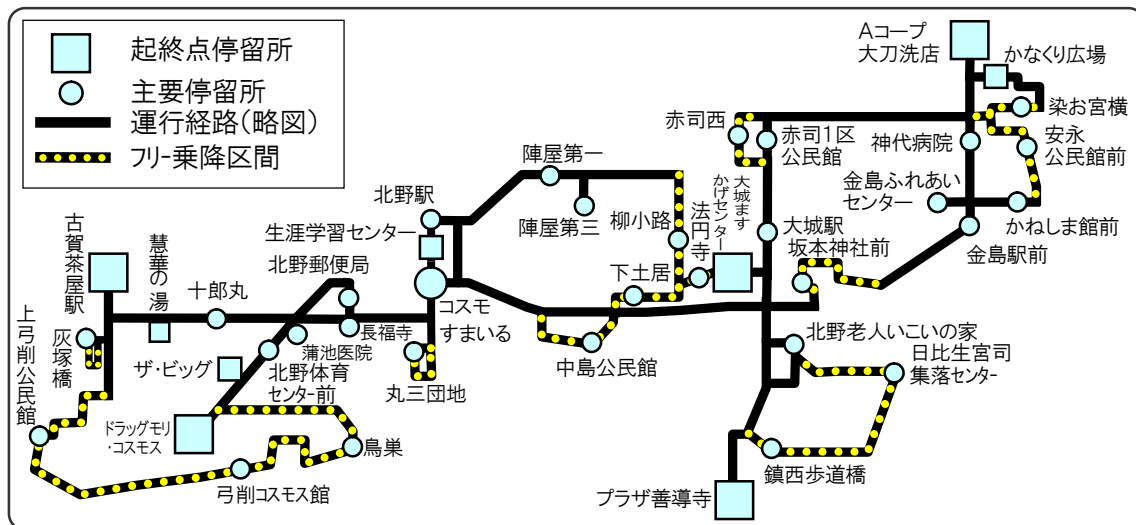 起終点停留所
主要停留所
運行経路(略図)
フリー乗降区間
Aコープ
大刀洗店
かなくり広場
染お宮横
赤司西
赤司1区
公民館
神代病院
安永
公民館前
陣屋第一
北野駅
陣屋第三
大城ます
かげセンター
金島ふれあい
センター
かねしま館前
生涯学習センター
柳小路
法円寺
大城駅
坂本神社前
金島駅前
古賀茶屋駅
慧華の湯
北野郵便局
下土居
十郎丸
コスモ
すまいる
上弓削公民館
灰塚橋
長福寺
蒲池医院
ザ・ビッグ
北野体育
センター前
丸三団地
中島公民館
北野老人いこいの家
日比生宮司
集落センター
ドラッグモリ
・コスモス
鳥巣
弓削コスモス館
鎮西歩道橋
プラザ善導寺